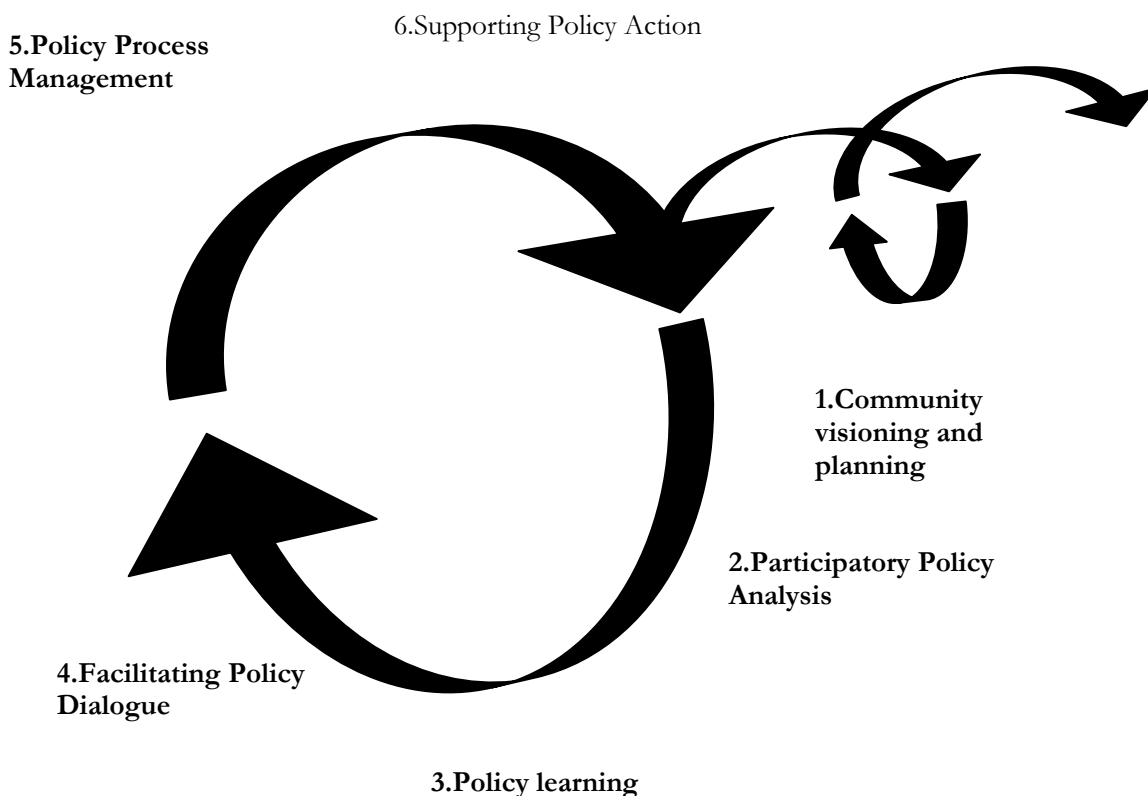 6.Supporting Policy Action
5.Policy Process
Management
1.Community
visioning and
planning
2.Participatory Policy
Analysis
4.Facilitating Policy
Dialogue
3.Policy learning